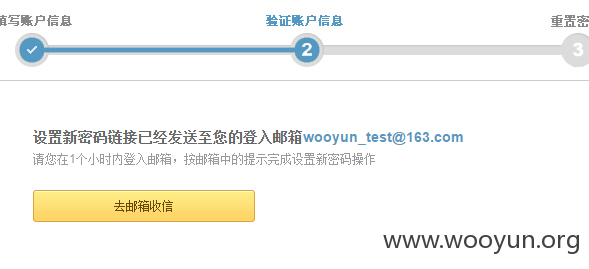 填写账户信息 验证账户信息 重置密
2 3
设置新密码链接已经发送至您的登入邮箱wooyun_test@163.com
请您在1个小时内登入邮箱，按邮箱中的提示完成设置新密码操作
去邮箱收信
www.wooyun.org